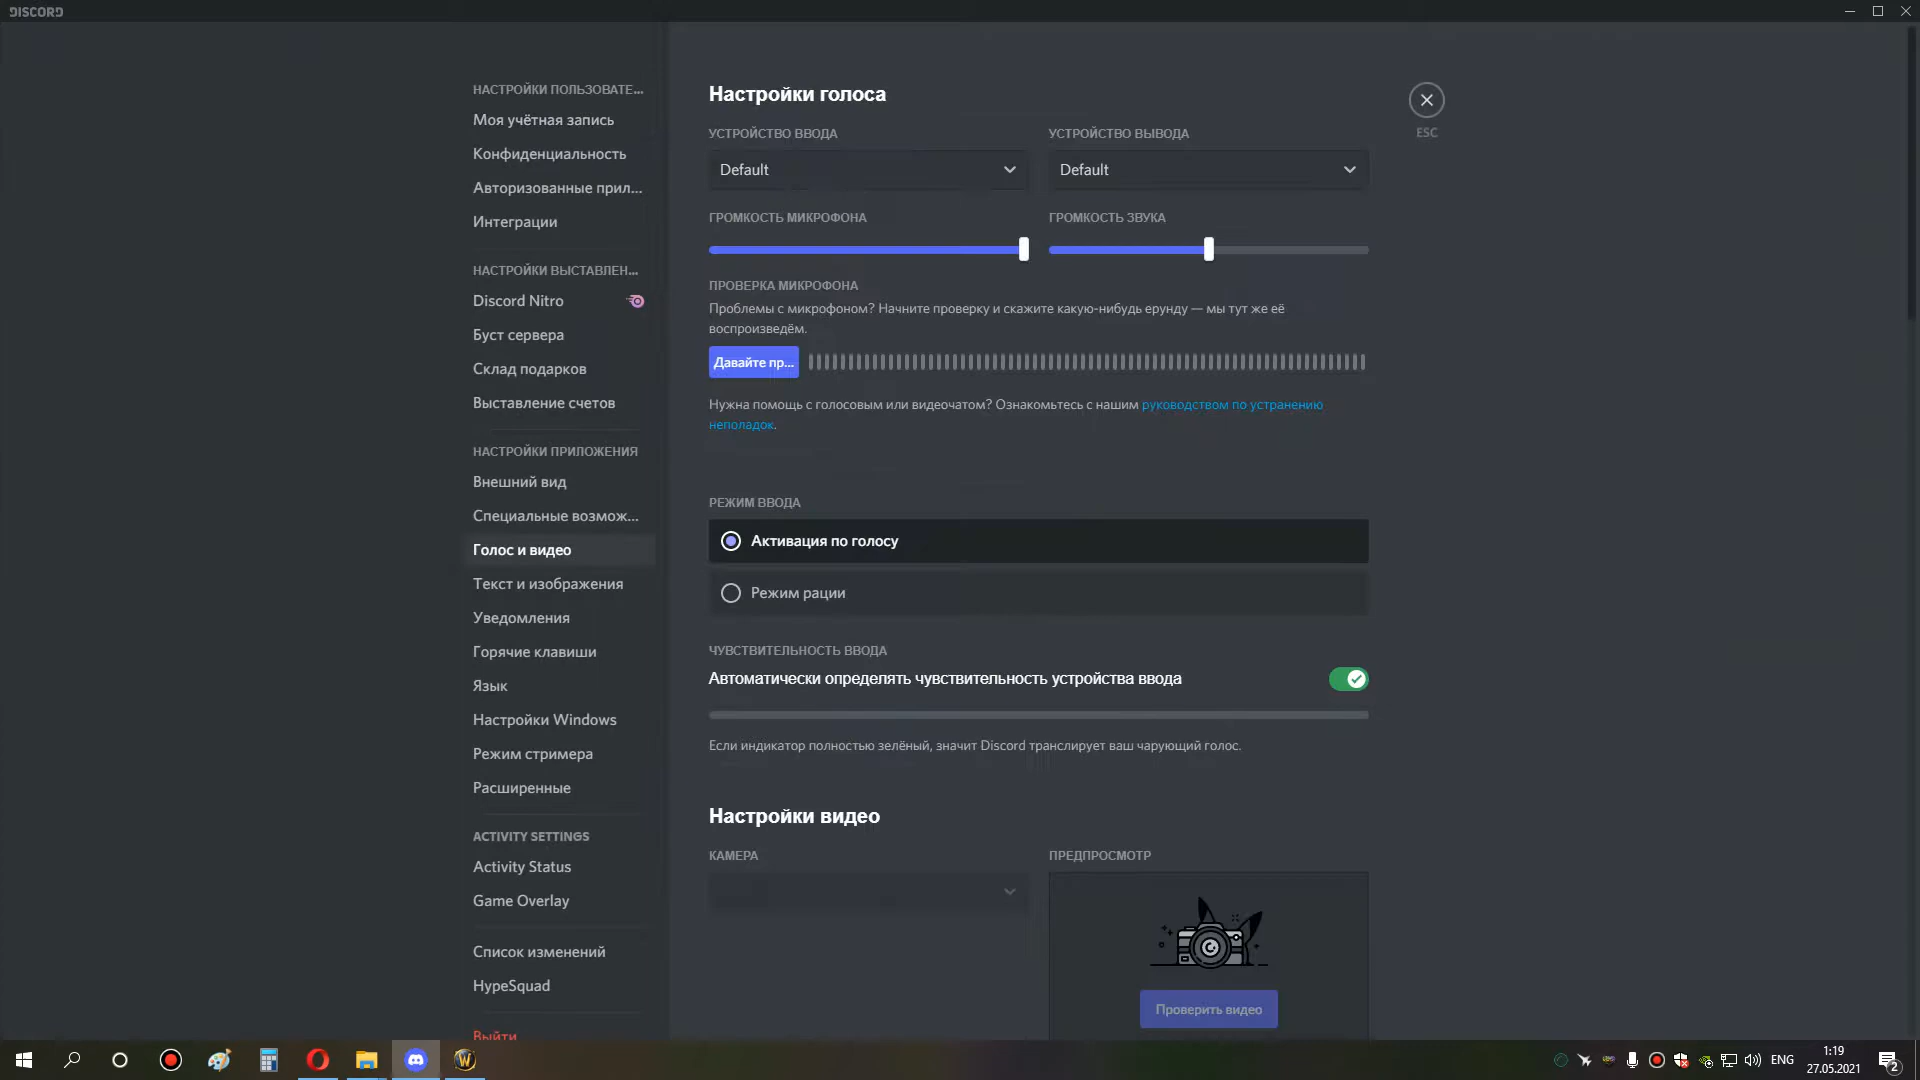 DISCORD
НАСТРОЙКИ ПОЛЬЗОВАТЕ...
Моя учётная запись
Конфиденциальность
Авторизованные прил...
Интеграции
НАСТРОЙКИ ВЫСТАВЛЕН...
Discord Nitro
Буст сервера
Склад подарков
Выставление счетов
НАСТРОЙКИ ПРИЛОЖЕНИЯ
Внешний вид
Специальные возмож...
Голос и видео
Текст и изображения
Уведомления
Горячие клавиши
Язык
Настройки Windows
Режим стримера
Расширенные
ACTIVITY SETTINGS
Activity Status
Game Overlay
Список изменений
HypeSquad
Выйти
Настройки голоса
ESC
УСТРОЙСТВО ВВОДА
УСТРОЙСТВО ВЫВОДА
Default
Default
ГРОМКОСТЬ МИКРОФОНА
ГРОМКОСТЬ ЗВУКА
ПРОВЕРКА МИКРОФОНА
Проблемы с микрофоном? Начните проверку и скажите какую-нибудь ерунду — мы тут же её
воспроизведём.
Давайте пр...
Нужна помощь с голосовым или видеочатом? Ознакомьтесь с нашим руководством по устранению
неполадок.
РЕЖИМ ВВОДА
Активация по голосу
Режим рации
ЧУВСТВИТЕЛЬНОСТЬ ВВОДА
Автоматически определять чувствительность устройства ввода
Если индикатор полностью зелёный, значит Discord транслирует ваш чарующий голос.
Настройки видео
КАМЕРА
ПРЕДПРОСМОТР
Проверить видео
ENG
1:19
27.05.2021
2